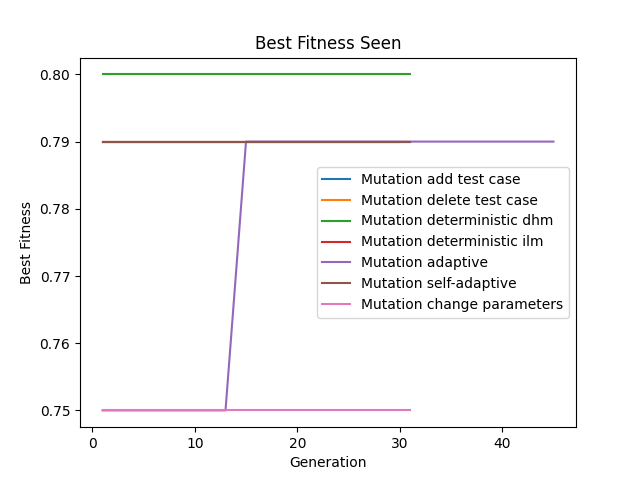 Best Fitness Seen
0.80
0.79
0.78
0.77
0.76
0.75
Best Fitness
Mutation add test case
Mutation delete test case
Mutation deterministic dhm
Mutation deterministic ilm
Mutation adaptive
Mutation self-adaptive
Mutation change parameters
0 10 20 30 40
Generation